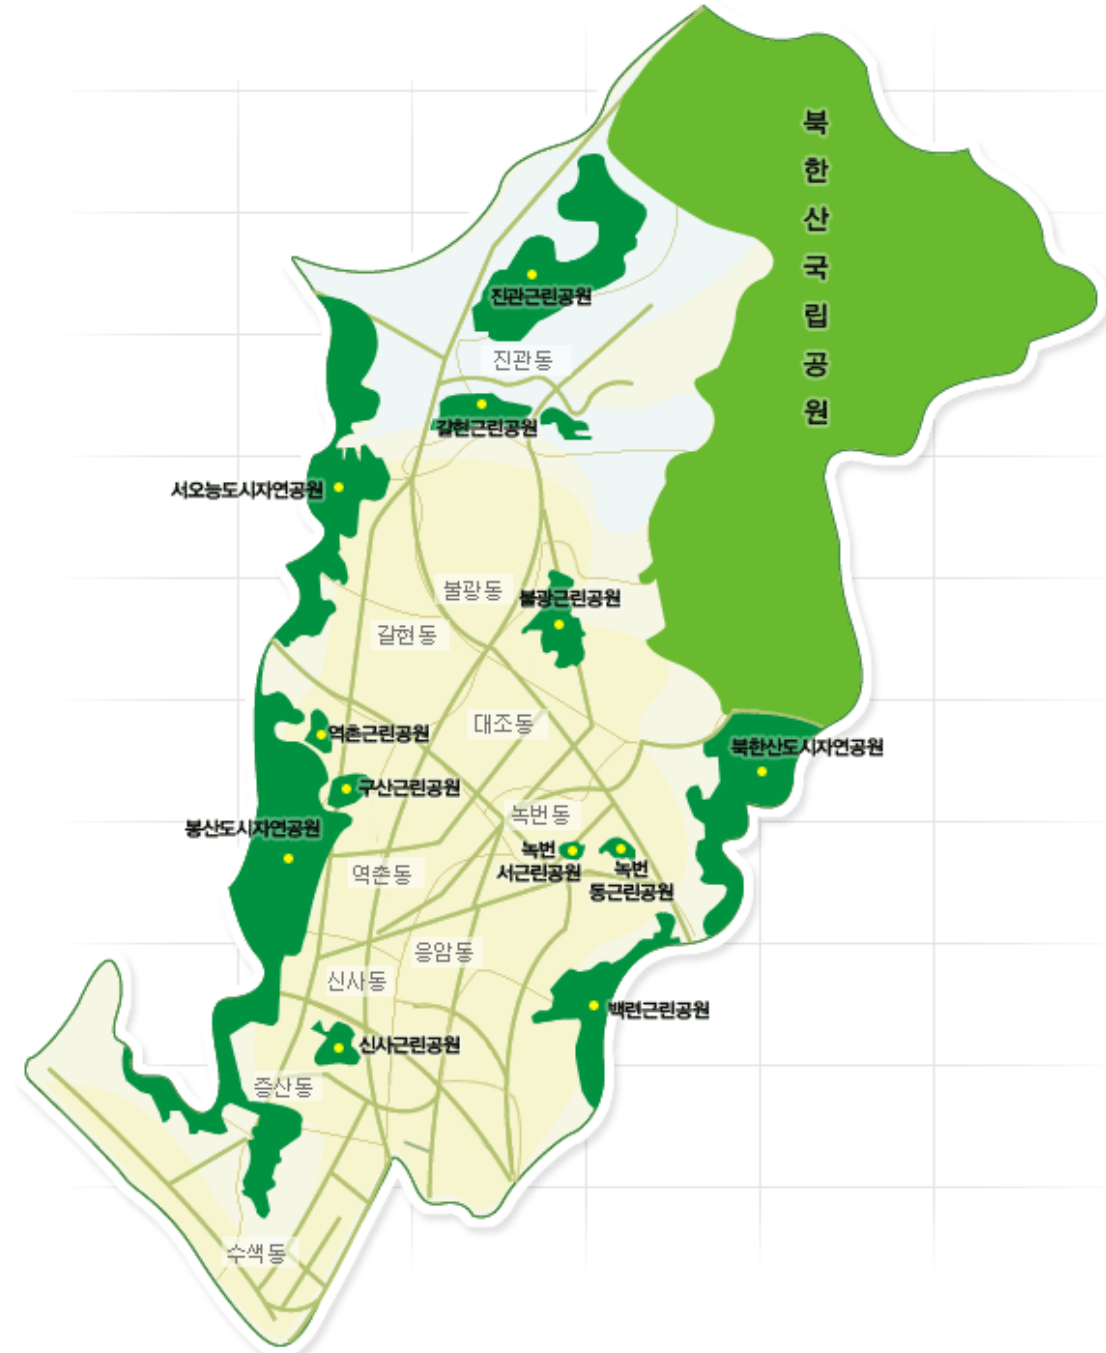 북
한
산
국
립
공
원
진관근린공원
진관동
갈현근린공원
서오능도시자연공원
불광동
불광근린공원
갈현동
대조동
역촌근린공원
북한산도시자연공원
구산근린공원
녹번동
봉산도시자연공원
녹번
서근린공원
녹번
동근린공원
역촌동
응암동
신사동
백련근린공원
신사근린공원
증산동
수색동